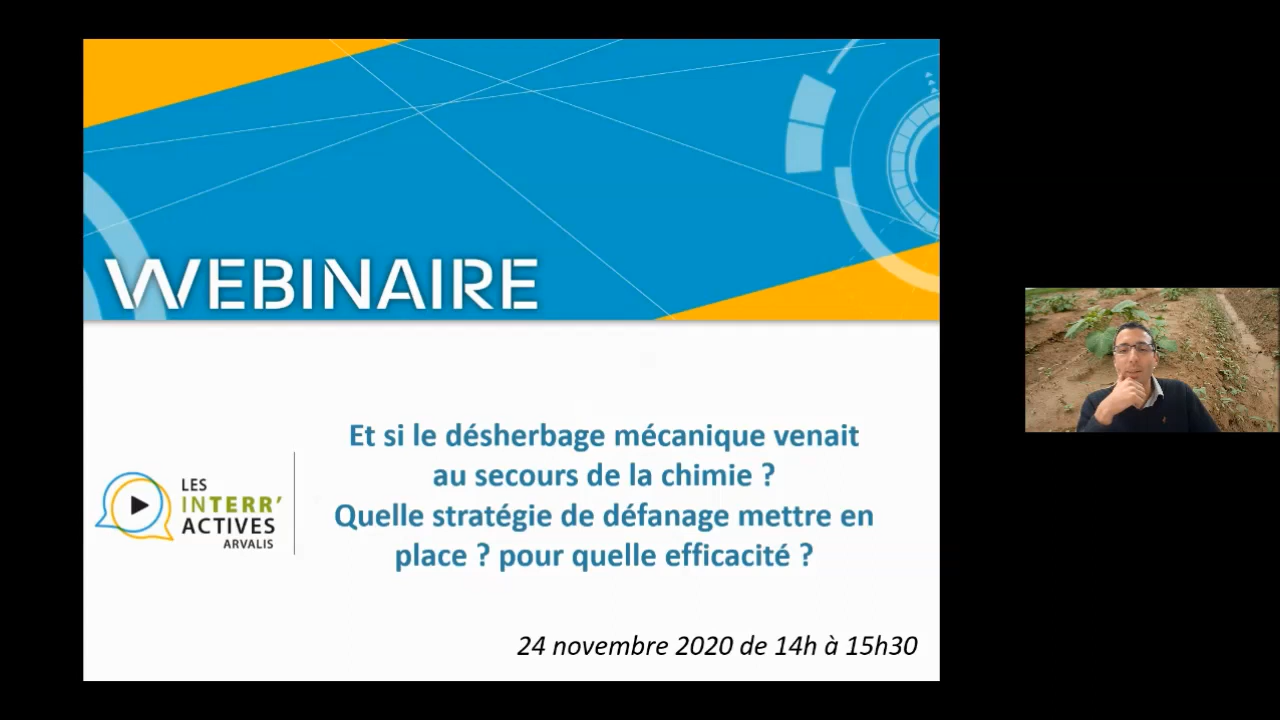 WEBINAIRE
LES
INTERR'
ACTIVES
ARVALIS
Et si le désherbage mécanique venait
au secours de la chimie ?
Quelle stratégie de défanage mettre en
place ? pour quelle efficacité ?
24 novembre 2020 de 14h à 15h30